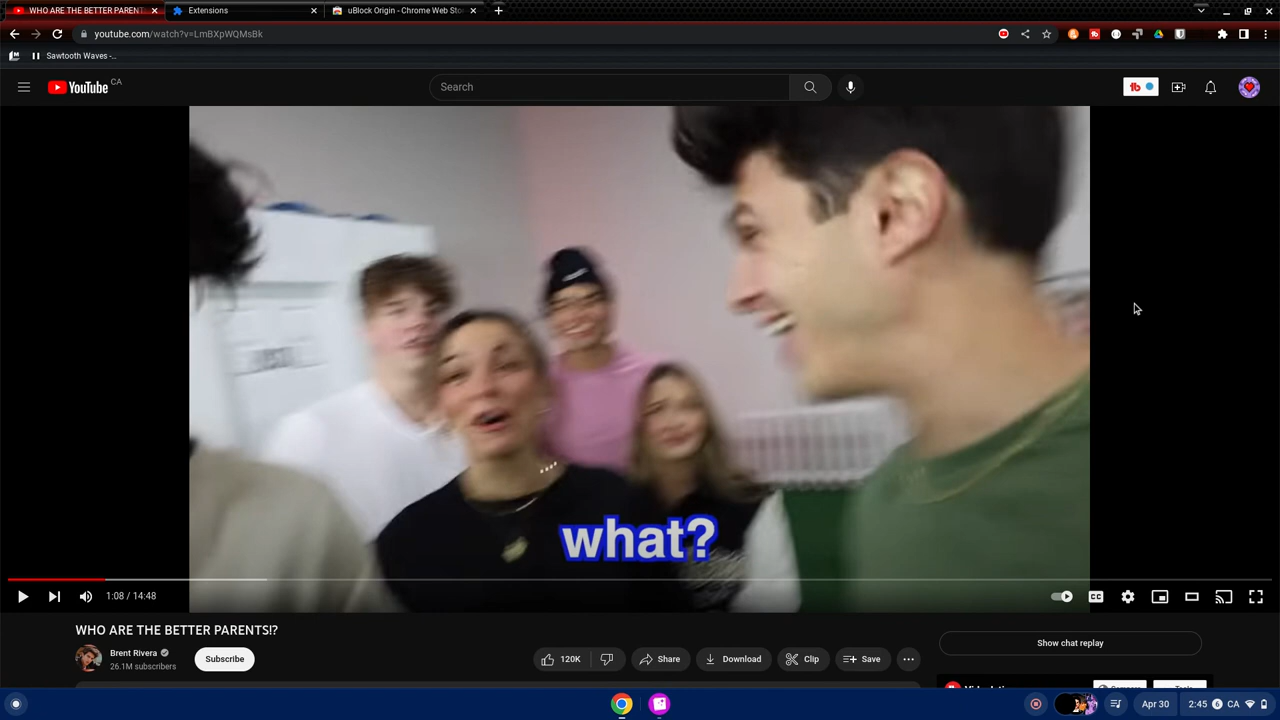 WHO ARE THE BETTER PARENT
Extensions
uBlock Origin - Chrome Web Sto
youtube.com/watch?v=LmBXpWQMsBk
Sawtooth Waves -...
YouTube CA
Search
what?
1:08 / 14:48
CC
WHO ARE THE BETTER PARENTS!?
Brent Rivera
26.1M subscribers
Subscribe
120K
Share
Download
Clip
Save
Show chat replay
Apr 30
2:45
6
CA